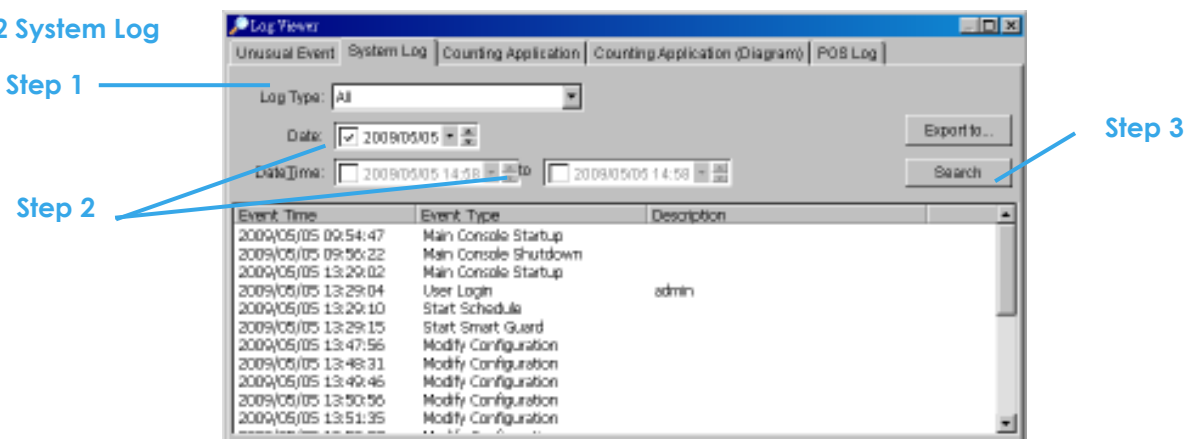 2 System Log
Log Viewer
Unusual Event System Log Counting Application Counting Application (Diagram) POS Log
Step 1
Log Type: All
Date: 2009/05/05
Export to...
Step 3
DateTime: 2009/05/05 14:58 to 2009/05/05 14:58
Search
Step 2
Event Time Event Type Description
2009/05/05 09:54:47 Main Console Startup
2009/05/05 09:56:22 Main Console Shutdown
2009/05/05 13:29:02 Main Console Startup
2009/05/05 13:29:04 User Login admin
2009/05/05 13:29:10 Start Schedule
2009/05/05 13:29:15 Start Smart Guard
2009/05/05 13:47:56 Modify Configuration
2009/05/05 13:48:31 Modify Configuration
2009/05/05 13:49:46 Modify Configuration
2009/05/05 13:50:56 Modify Configuration
2009/05/05 13:51:35 Modify Configuration